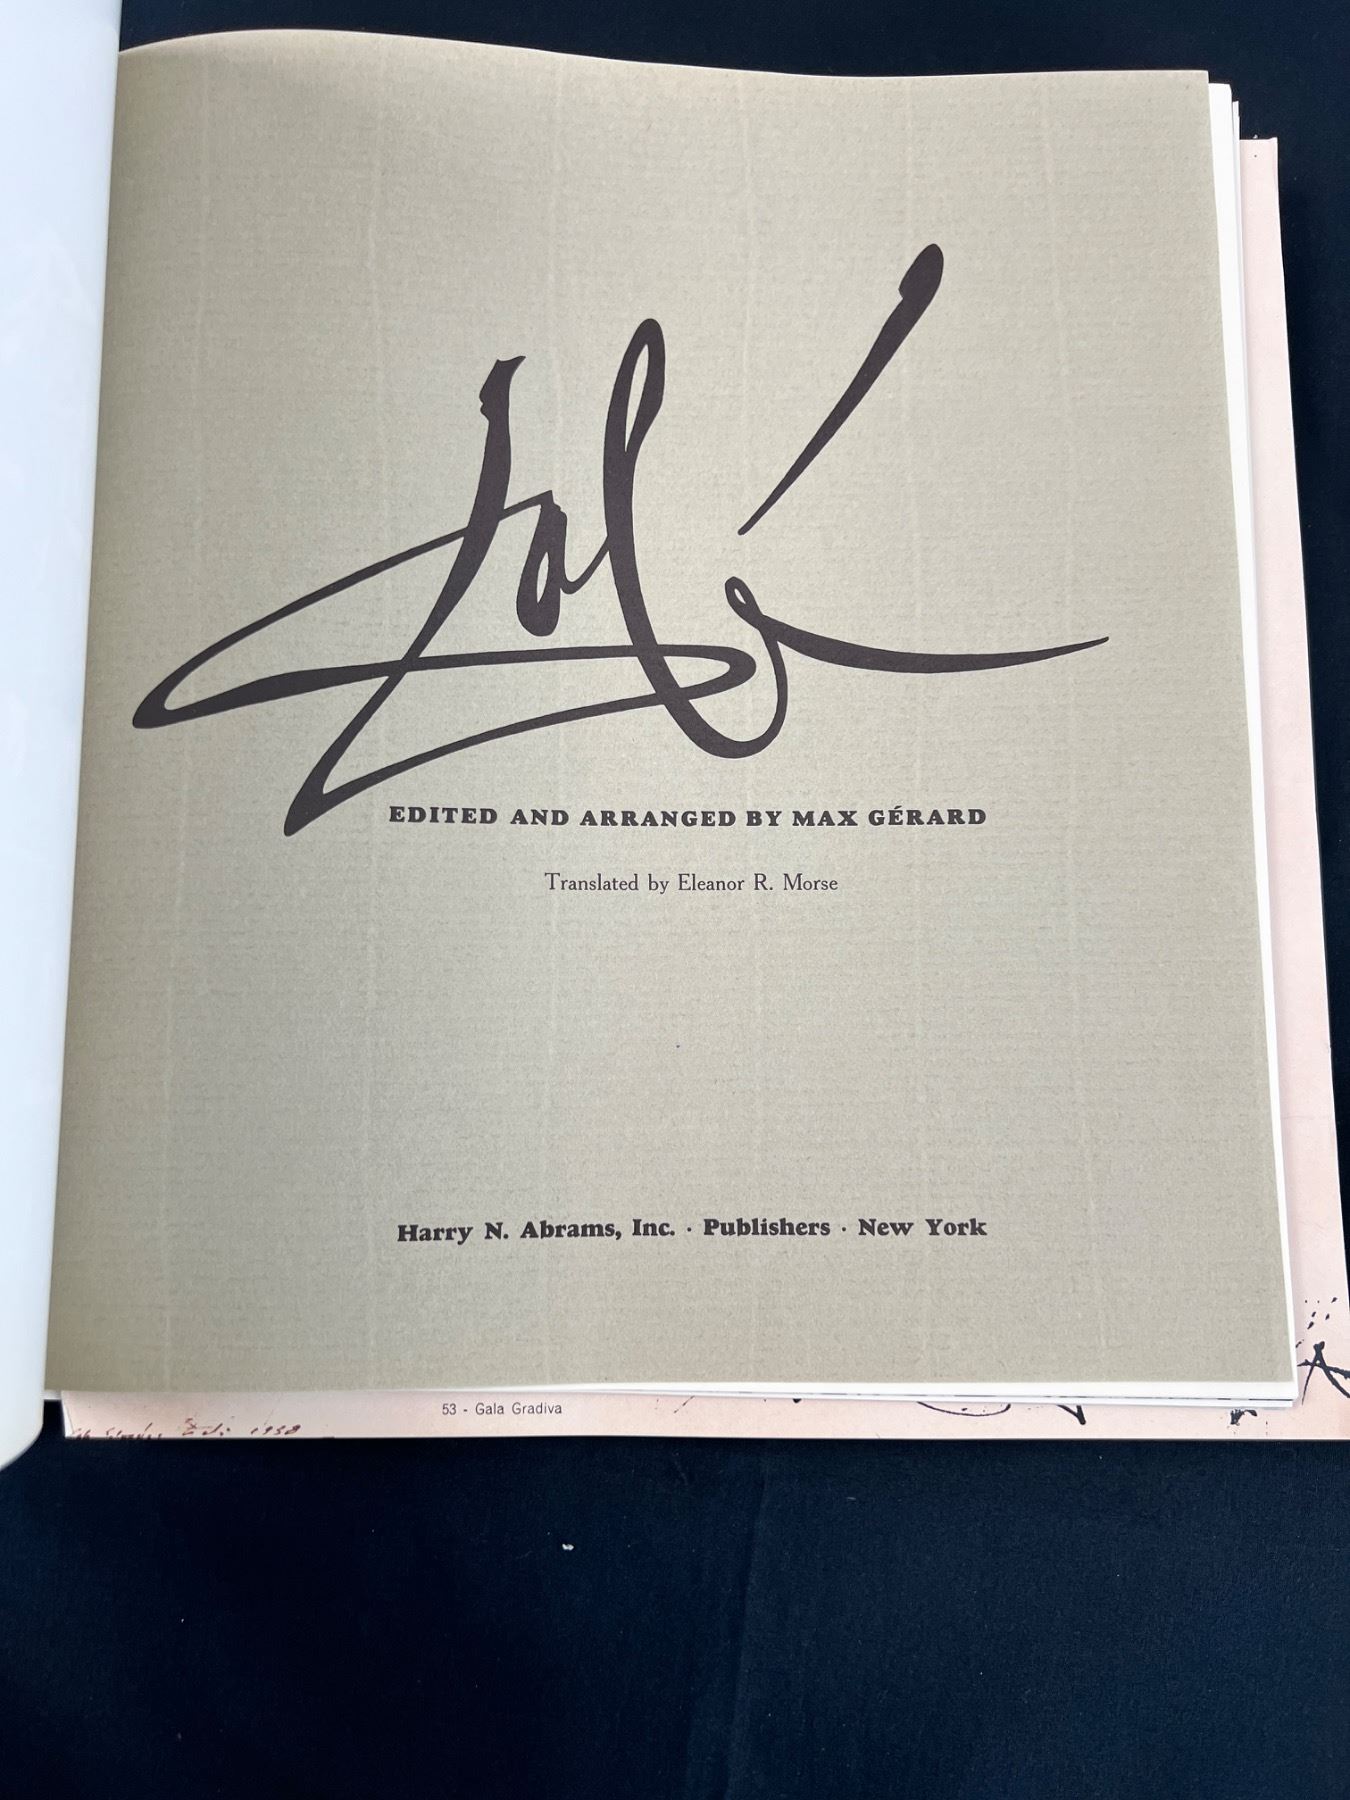 Dalí
EDITED AND ARRANGED BY MAX GÉRARD
Translated by Eleanor R. Morse
Harry N. Abrams, Inc. · Publishers · New York
53 - Gala Gradiva
1958